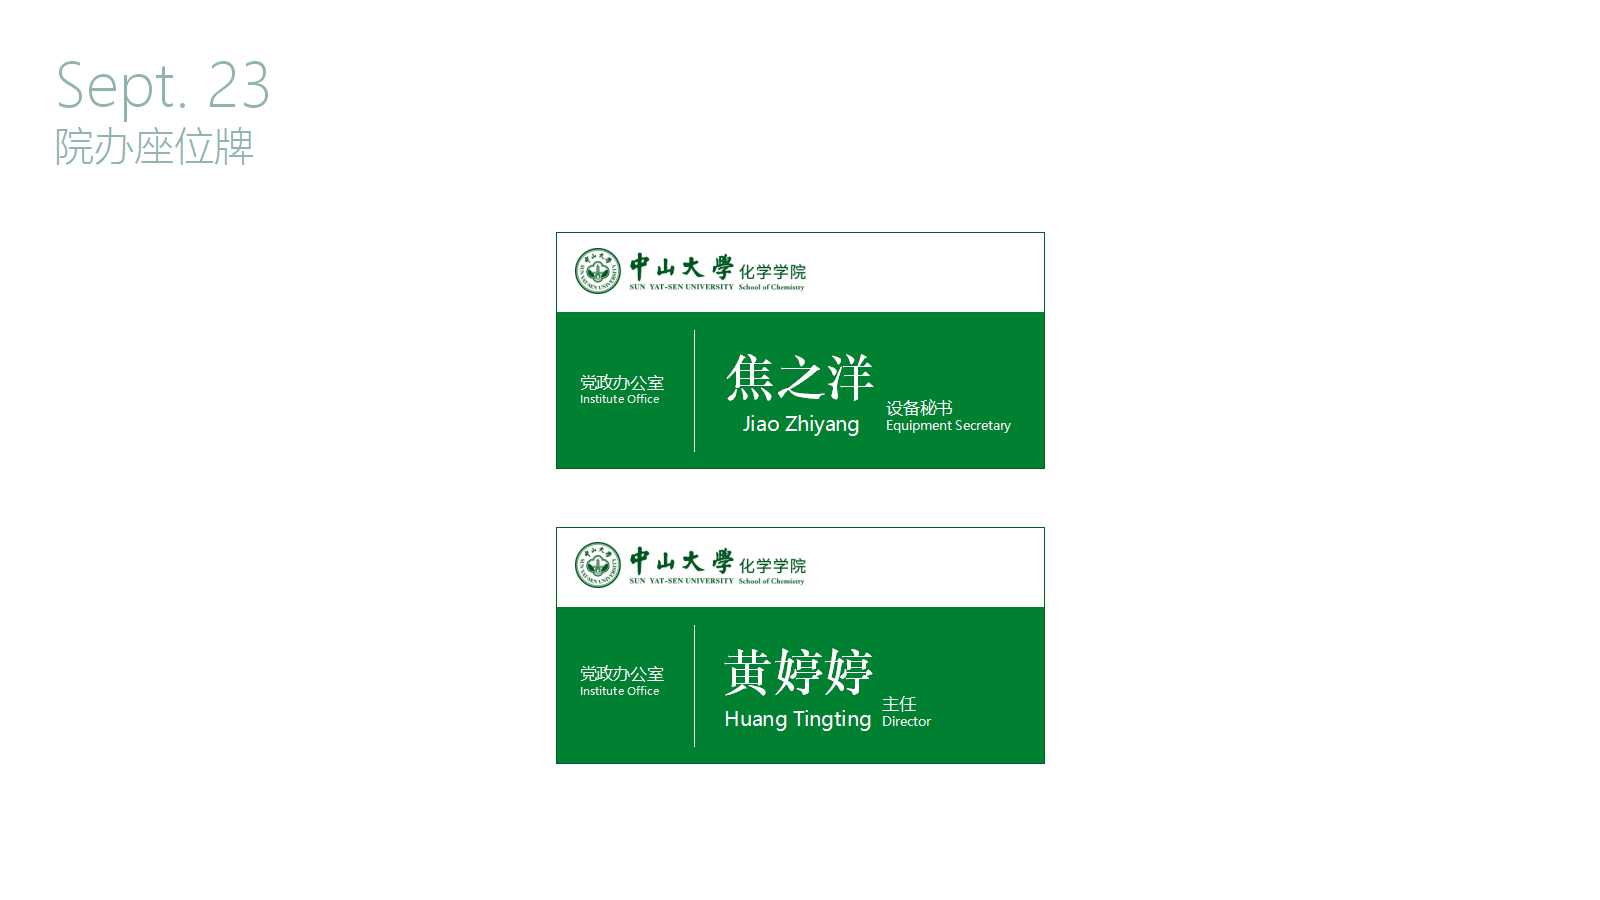 Sept. 23
院办座位牌
中山大學 化学学院
SUN YAT-SEN UNIVERSITY School of Chemistry
党政办公室
Institute Office
焦之洋
Jiao Zhiyang
设备秘书
Equipment Secretary
中山大學 化学学院
SUN YAT-SEN UNIVERSITY School of Chemistry
党政办公室
Institute Office
黄婷婷
Huang Tingting
主任
Director